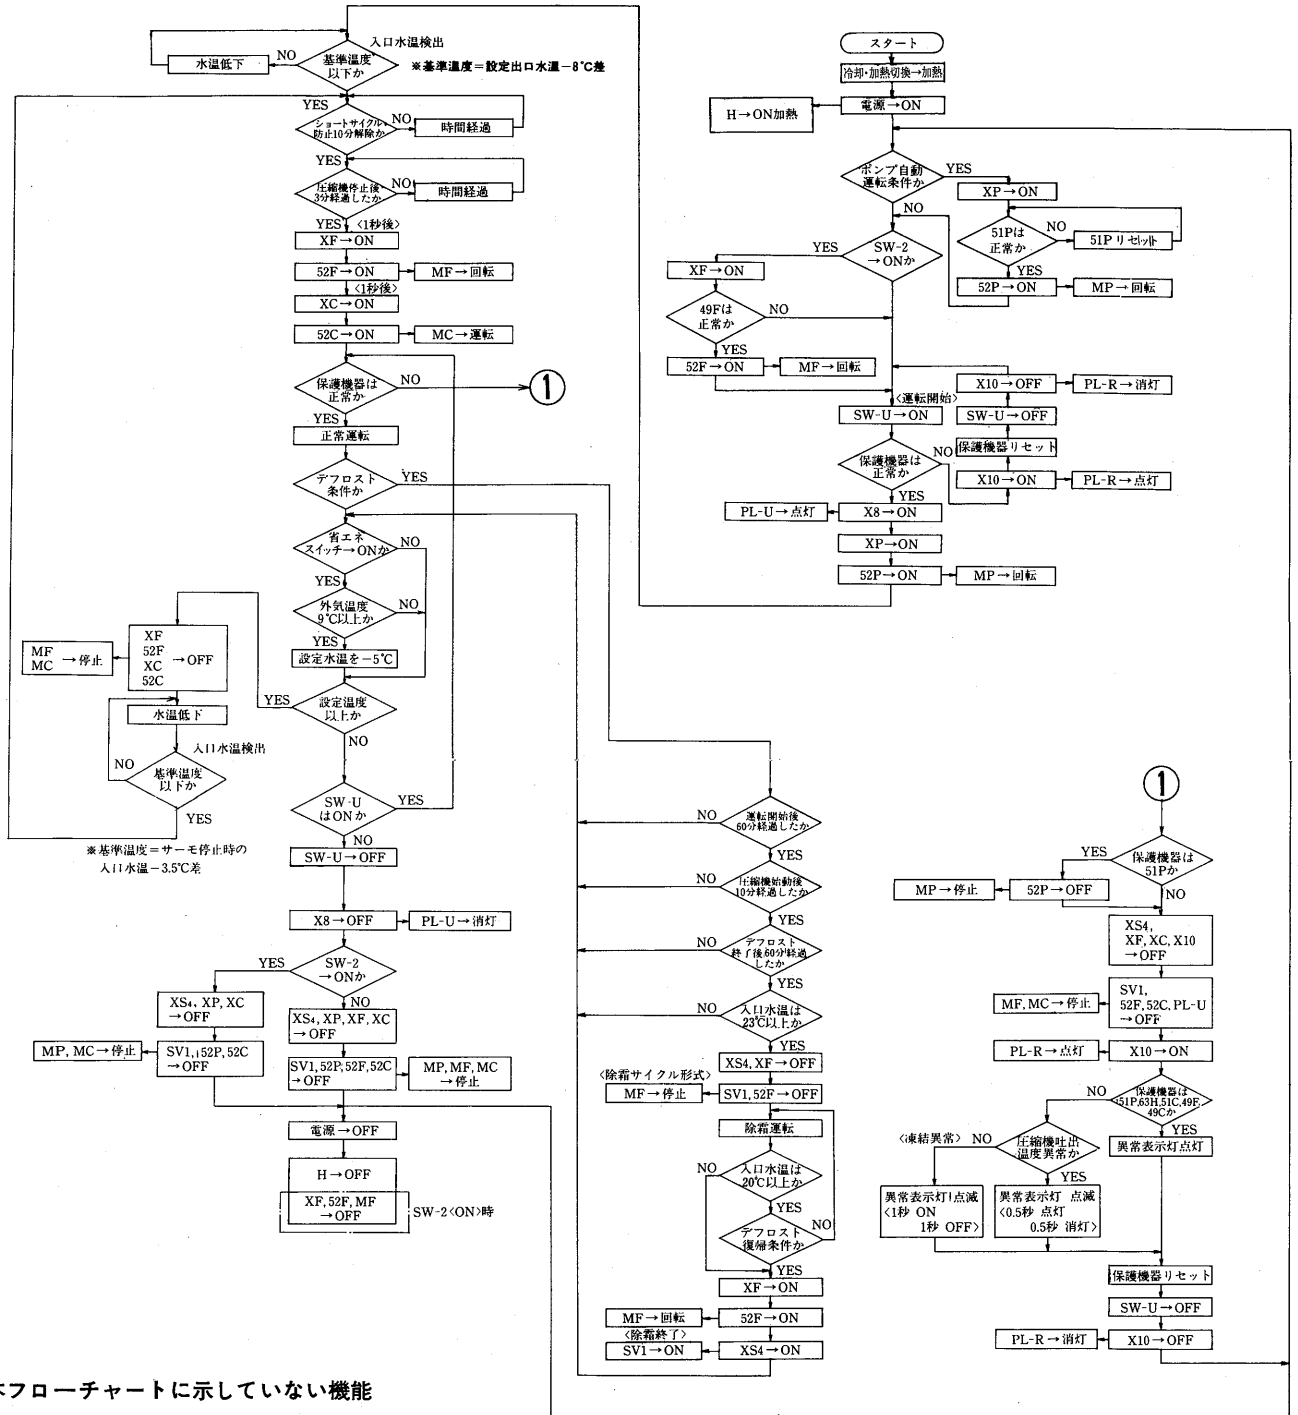 入口水温検出
基準温度
以下か
NO
水温低下
※基準温度=設定出口水温−8℃差
YES
ショートサイクル
防止10分解除か
NO
時間経過
YES
圧縮機停止後
3分経過したか
NO
時間経過
YES
<1秒後>
XF→ON
52F→ON
MF→回転
<1秒後>
XC→ON
52C→ON
MC→運転
保護機器は
正常か
NO
1
YES
正常運転
デフロスト
条件か
YES
省エネ
スイッチ→ONか
NO
YES
外気温度
9℃以上か
NO
YES
設定水温を−5℃
設定温度
以上か
YES
NO
XF
52F
XC
52C
→OFF
MF
MC
→停止
水温低下
入口水温検出
基準温度
以下か
NO
YES
※基準温度=サーモ停止時の
入口水温−3.5℃差
SW-U
はONか
YES
NO
SW-U→OFF
X8→OFF
PL-U→消灯
SW-2
→ONか
YES
NO
XS4, XP, XC
→OFF
SV1, 52P, 52C
→OFF
MP, MC→停止
XS4, XP, XF, XC
→OFF
SV1, 52P, 52F, 52C
→OFF
MP, MF, MC
→停止
電源→OFF
H→OFF
XF, 52F, MF
→OFF
SW-2<ON>時
スタート
冷却・加熱切換→加熱
電源→ON
H→ON加熱
ポンプ自動
運転条件か
YES
NO
XP→ON
51Pは
正常か
NO
51Pリセット
YES
52P→ON
MP→回転
SW-2
→ONか
YES
XF→ON
49Fは
正常か
NO
YES
52F→ON
MF→回転
<運転開始>
SW-U→ON
保護機器は
正常か
NO
YES
X10→OFF
PL-R→消灯
SW-U→OFF
保護機器リセット
X10→ON
PL-R→点灯
X8→ON
PL-U→点灯
XP→ON
52P→ON
MP→回転
運転開始後
60分経過したか
NO
YES
圧縮機始動後
10分経過したか
NO
YES
デフロスト
終了後60分経過
したか
NO
YES
入口水温は
23℃以上か
NO
YES
XS4, XF→OFF
<除霜サイクル形式>
SV1, 52F→OFF
MF→停止
除霜運転
入口水温は
20℃以上か
NO
YES
デフロスト
復帰条件か
NO
YES
XF→ON
52F→ON
MF→回転
<除霜終了>
XS4→ON
SV1→ON
1
保護機器は
51Pか
YES
NO
52P→OFF
MP→停止
XS4,
XF, XC, X10
→OFF
SV1,
52F, 52C, PL-U
→OFF
MF, MC→停止
X10→ON
PL-R→点灯
保護機器は
51P, 63H, 51C, 49F,
49Cか
NO
YES
異常表示灯点灯
圧縮機吐出
温度異常か
NO
<凍結異常>
YES
異常表示灯 点滅
<1秒 ON
1秒 OFF>
異常表示灯 点滅
<0.5秒 点灯
0.5秒 消灯>
保護機器リセット
SW-U→OFF
X10→OFF
PL-R→消灯
フローチャートに示していない機能